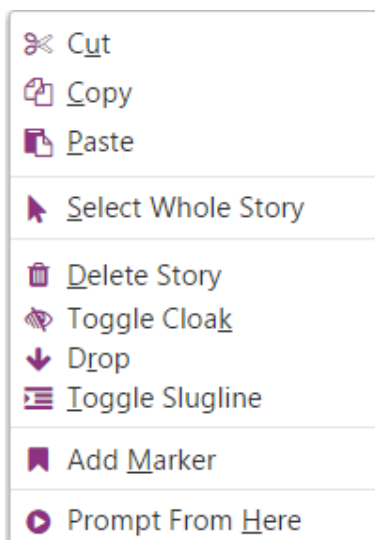 Cut
Copy
Paste
Select Whole Story
Delete Story
Toggle Cloak
Drop
Toggle Slugline
Add Marker
Prompt From Here